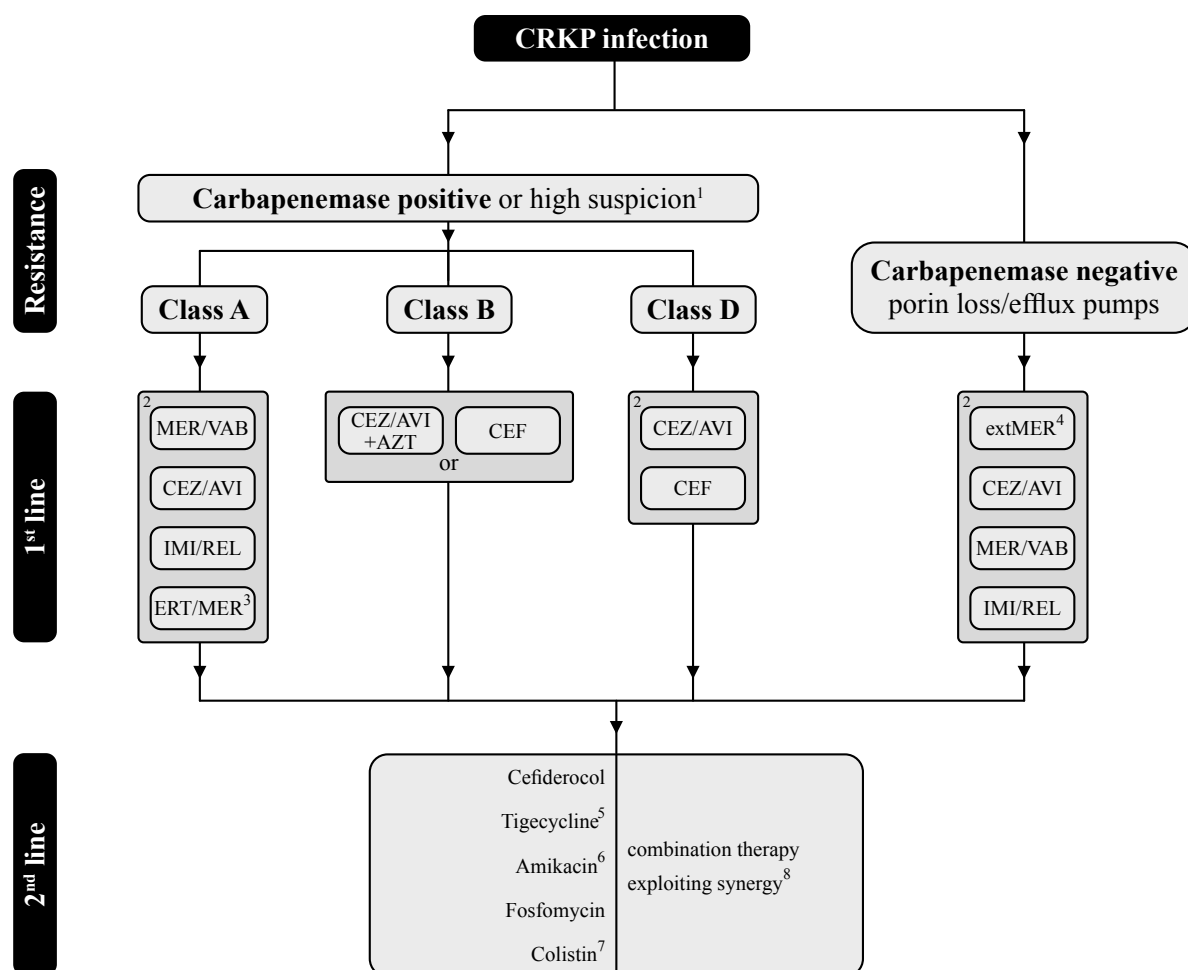 CRKP infection
Resistance
Carbapenemase positive or high suspicion¹
Carbapenemase negative
porin loss/efflux pumps
Class A
Class B
Class D
1st line
2
MER/VAB
CEZ/AVI
IMI/REL
ERT/MER³
CEZ/AVI
+AZT
CEF
or
2
CEZ/AVI
CEF
2
extMER⁴
CEZ/AVI
MER/VAB
IMI/REL
2nd line
Cefiderocol
Tigecycline⁵
Amikacin⁶
Fosfomycin
Colistin⁷
combination therapy
exploiting synergy⁸